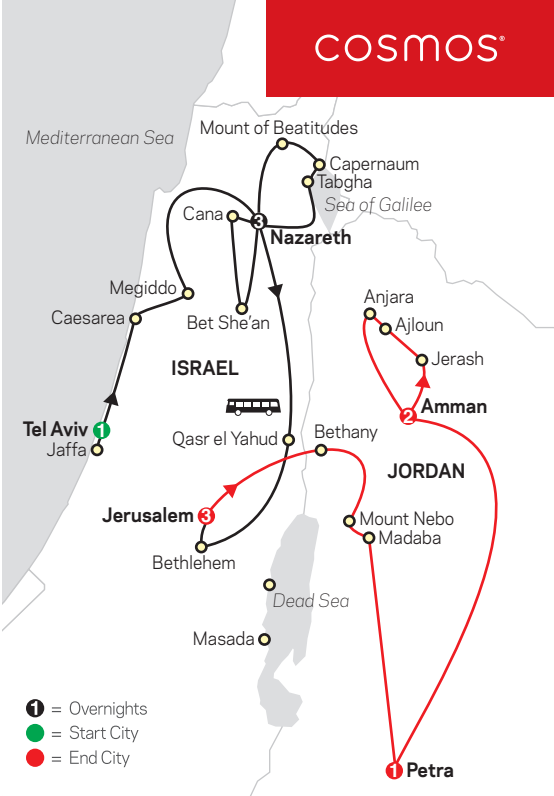 COSMOS®
Mediterranean Sea
Mount of Beatitudes
Capernaum
Tabgha
Sea of Galilee
Cana
3
Nazareth
Megiddo
Caesarea
Bet She'an
Anjara
Ajloun
Jerash
ISRAEL
2
Amman
Tel Aviv 1
Jaffa
Qasr el Yahud
Bethany
JORDAN
Jerusalem 3
Mount Nebo
Madaba
Bethlehem
Dead Sea
Masada
1 = Overnights
= Start City
= End City
1 Petra